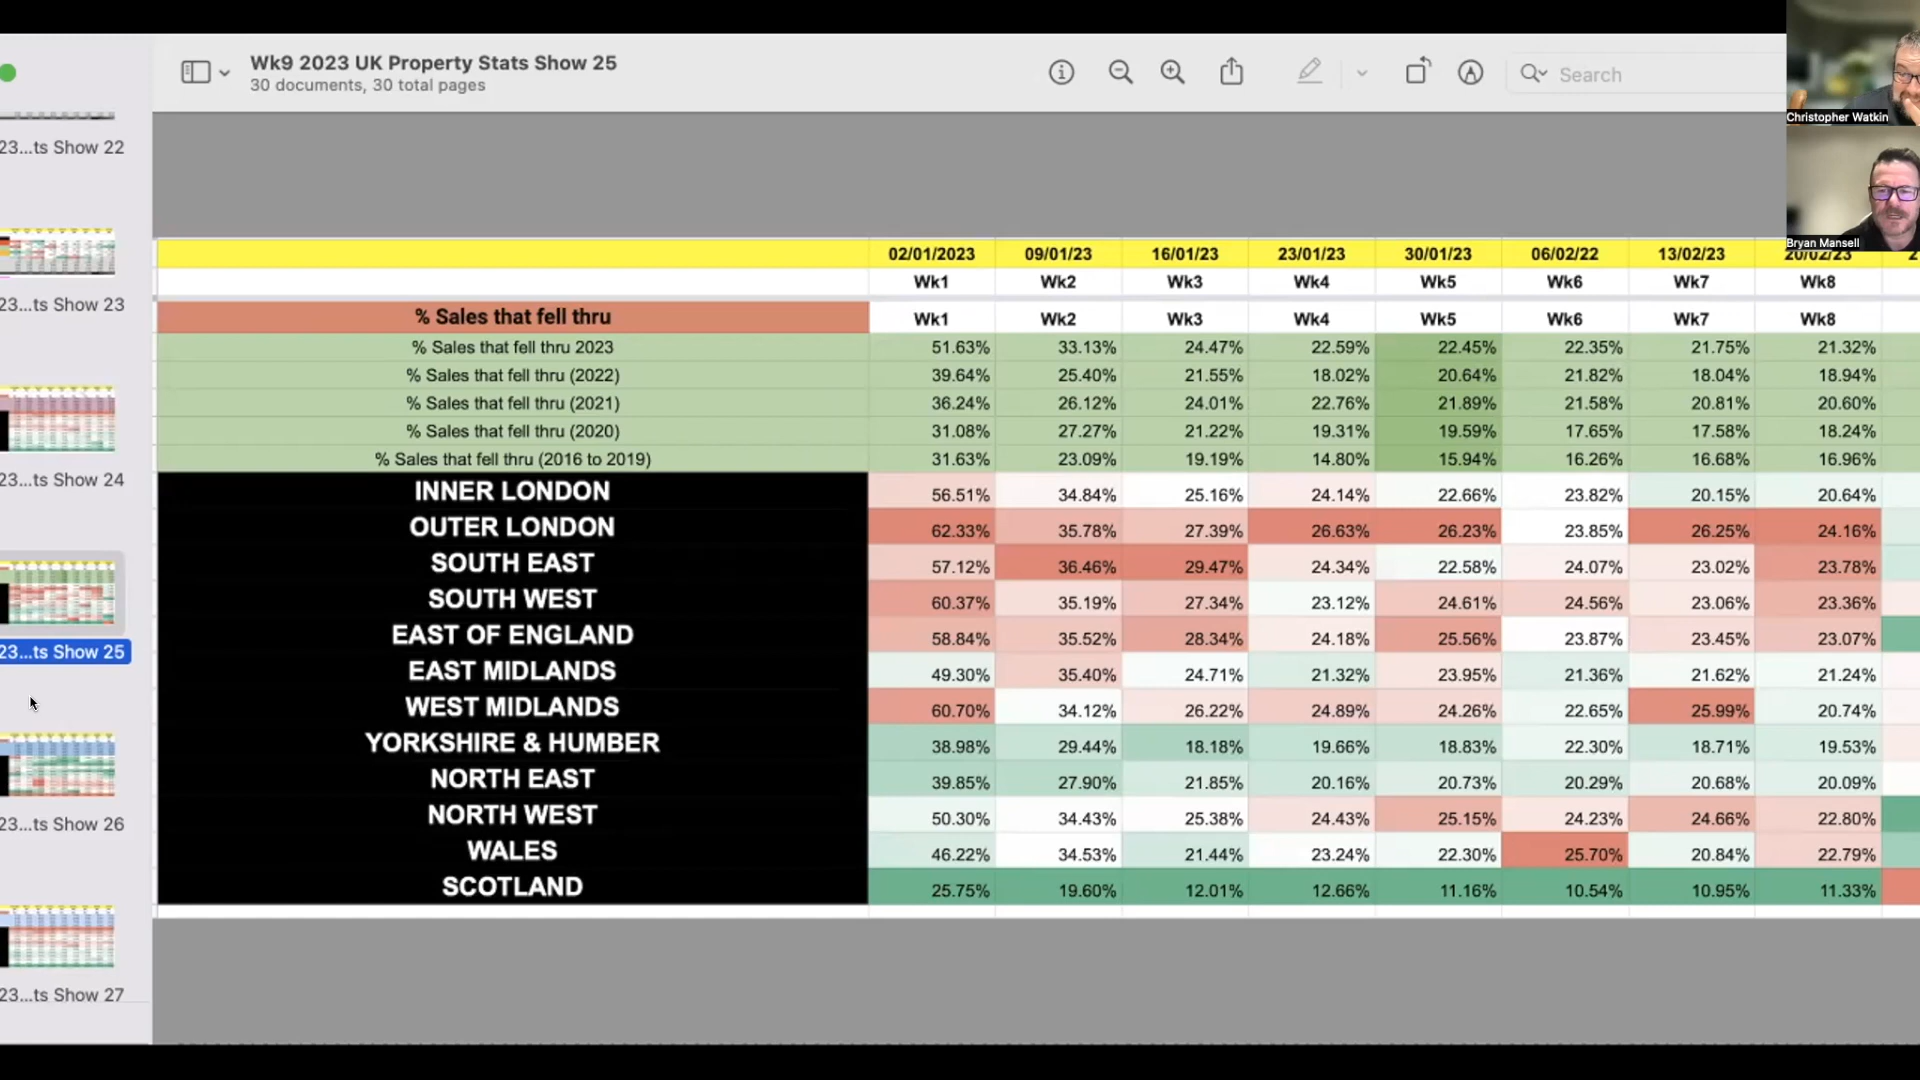 Wk9 2023 UK Property Stats Show 25
30 documents, 30 total pages
Search
Christopher Watkin
Bryan Mansell
23...ts Show 22
23...ts Show 23
23...ts Show 24
23...ts Show 25
23...ts Show 26
23...ts Show 27
02/01/2023 09/01/23 16/01/23 23/01/23 30/01/23 06/02/22 13/02/23 20/02/23 2
Wk1 Wk2 Wk3 Wk4 Wk5 Wk6 Wk7 Wk8
% Sales that fell thru Wk1 Wk2 Wk3 Wk4 Wk5 Wk6 Wk7 Wk8
% Sales that fell thru 2023 51.63% 33.13% 24.47% 22.59% 22.45% 22.35% 21.75% 21.32%
% Sales that fell thru (2022) 39.64% 25.40% 21.55% 18.02% 20.64% 21.82% 18.04% 18.94%
% Sales that fell thru (2021) 36.24% 26.12% 24.01% 22.76% 21.89% 21.58% 20.81% 20.60%
% Sales that fell thru (2020) 31.08% 27.27% 21.22% 19.31% 19.59% 17.65% 17.58% 18.24%
% Sales that fell thru (2016 to 2019) 31.63% 23.09% 19.19% 14.80% 15.94% 16.26% 16.68% 16.96%
INNER LONDON 56.51% 34.84% 25.16% 24.14% 22.66% 23.82% 20.15% 20.64%
OUTER LONDON 62.33% 35.78% 27.39% 26.63% 26.23% 23.85% 26.25% 24.16%
SOUTH EAST 57.12% 36.46% 29.47% 24.34% 22.58% 24.07% 23.02% 23.78%
SOUTH WEST 60.37% 35.19% 27.34% 23.12% 24.61% 24.56% 23.06% 23.36%
EAST OF ENGLAND 58.84% 35.52% 28.34% 24.18% 25.56% 23.87% 23.45% 23.07%
EAST MIDLANDS 49.30% 35.40% 24.71% 21.32% 23.95% 21.36% 21.62% 21.24%
WEST MIDLANDS 60.70% 34.12% 26.22% 24.89% 24.26% 22.65% 25.99% 20.74%
YORKSHIRE & HUMBER 38.98% 29.44% 18.18% 19.66% 18.83% 22.30% 18.71% 19.53%
NORTH EAST 39.85% 27.90% 21.85% 20.16% 20.73% 20.29% 20.68% 20.09%
NORTH WEST 50.30% 34.43% 25.38% 24.43% 25.15% 24.23% 24.66% 22.80%
WALES 46.22% 34.53% 21.44% 23.24% 22.30% 25.70% 20.84% 22.79%
SCOTLAND 25.75% 19.60% 12.01% 12.66% 11.16% 10.54% 10.95% 11.33%